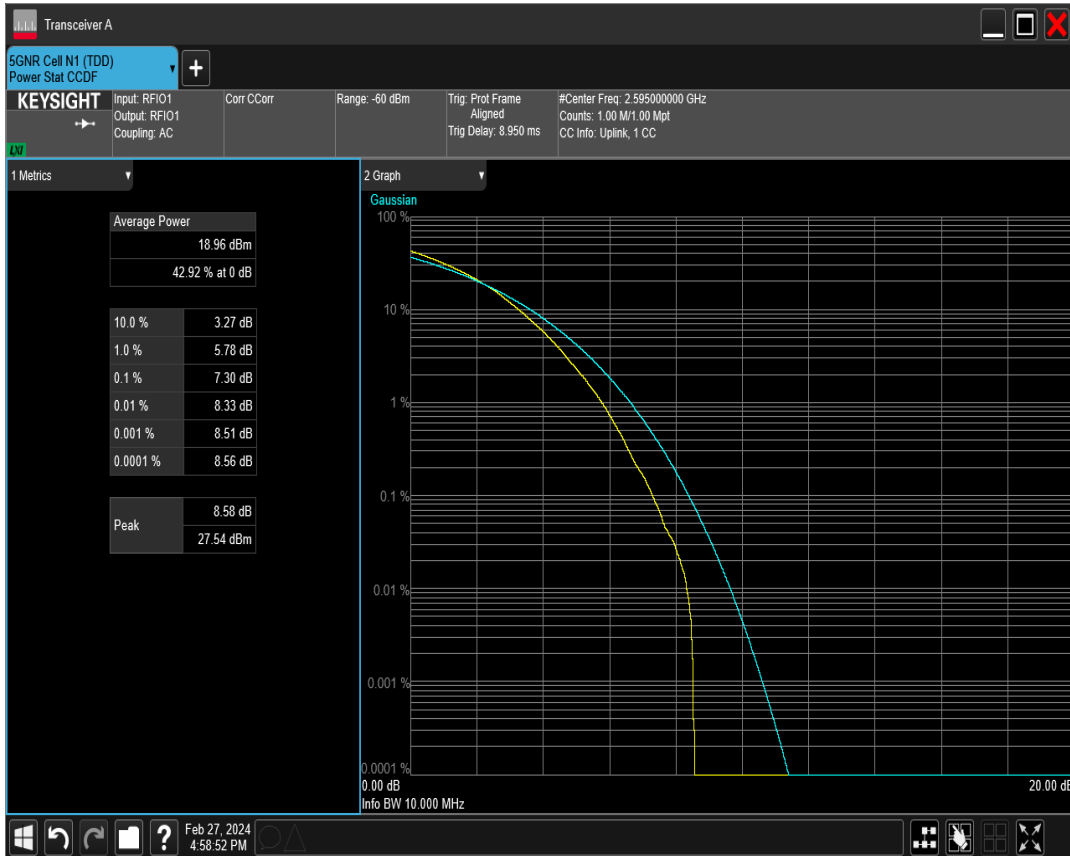 Transceiver A
5GNR Cell N1 (TDD)
Power Stat CCDF
+
KEYSIGHT
LXI
Input: RFIO1
Output: RFIO1
Coupling: AC
Corr CCorr
Range: -60 dBm
Trig: Prot Frame
Aligned
Trig Delay: 8.950 ms
#Center Freq: 2.595000000 GHz
Counts: 1.00 M/1.00 Mpt
CC Info: Uplink, 1 CC
1 Metrics
Average Power
18.96 dBm
42.92 % at 0 dB
10.0 % 3.27 dB
1.0 % 5.78 dB
0.1 % 7.30 dB
0.01 % 8.33 dB
0.001 % 8.51 dB
0.0001 % 8.56 dB
Peak
8.58 dB
27.54 dBm
2 Graph
Gaussian
100 %
10 %
1 %
0.1 %
0.01 %
0.001 %
0.0001 %
0.00 dB 20.00 dB
Info BW 10.000 MHz
?
Feb 27, 2024
4:58:52 PM